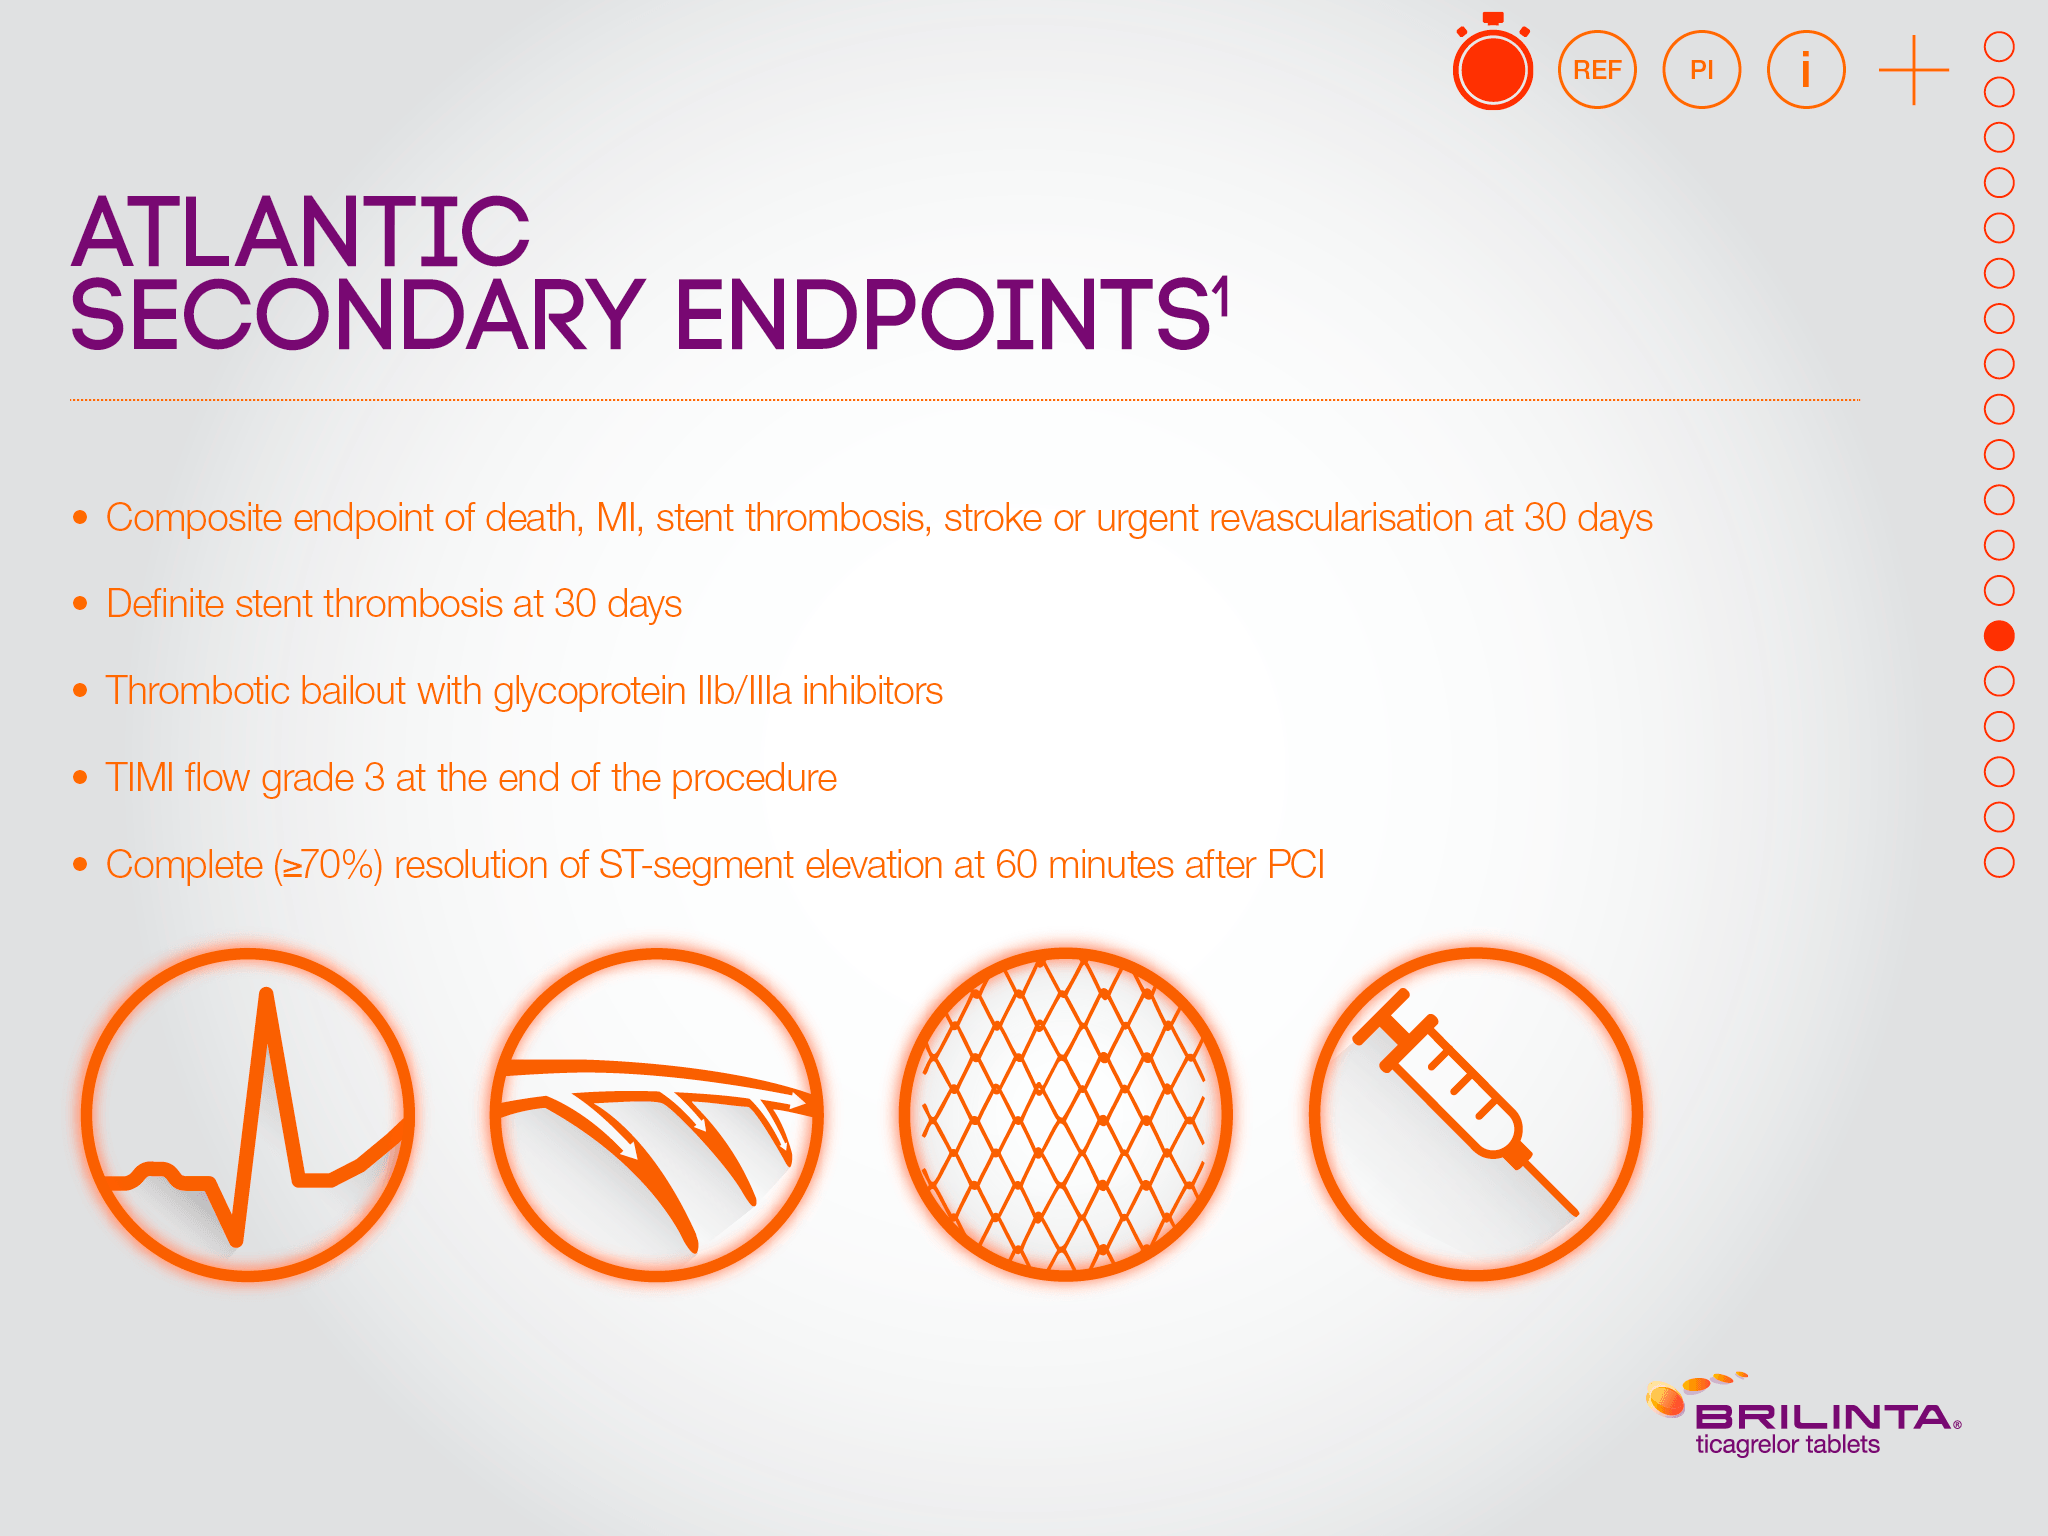 REF PI i
ATLANTIC
SECONDARY ENDPOINTS¹
• Composite endpoint of death, MI, stent thrombosis, stroke or urgent revascularisation at 30 days
• Definite stent thrombosis at 30 days
• Thrombotic bailout with glycoprotein IIb/IIIa inhibitors
• TIMI flow grade 3 at the end of the procedure
• Complete (≥70%) resolution of ST-segment elevation at 60 minutes after PCI
BRILINTA®
ticagrelor tablets